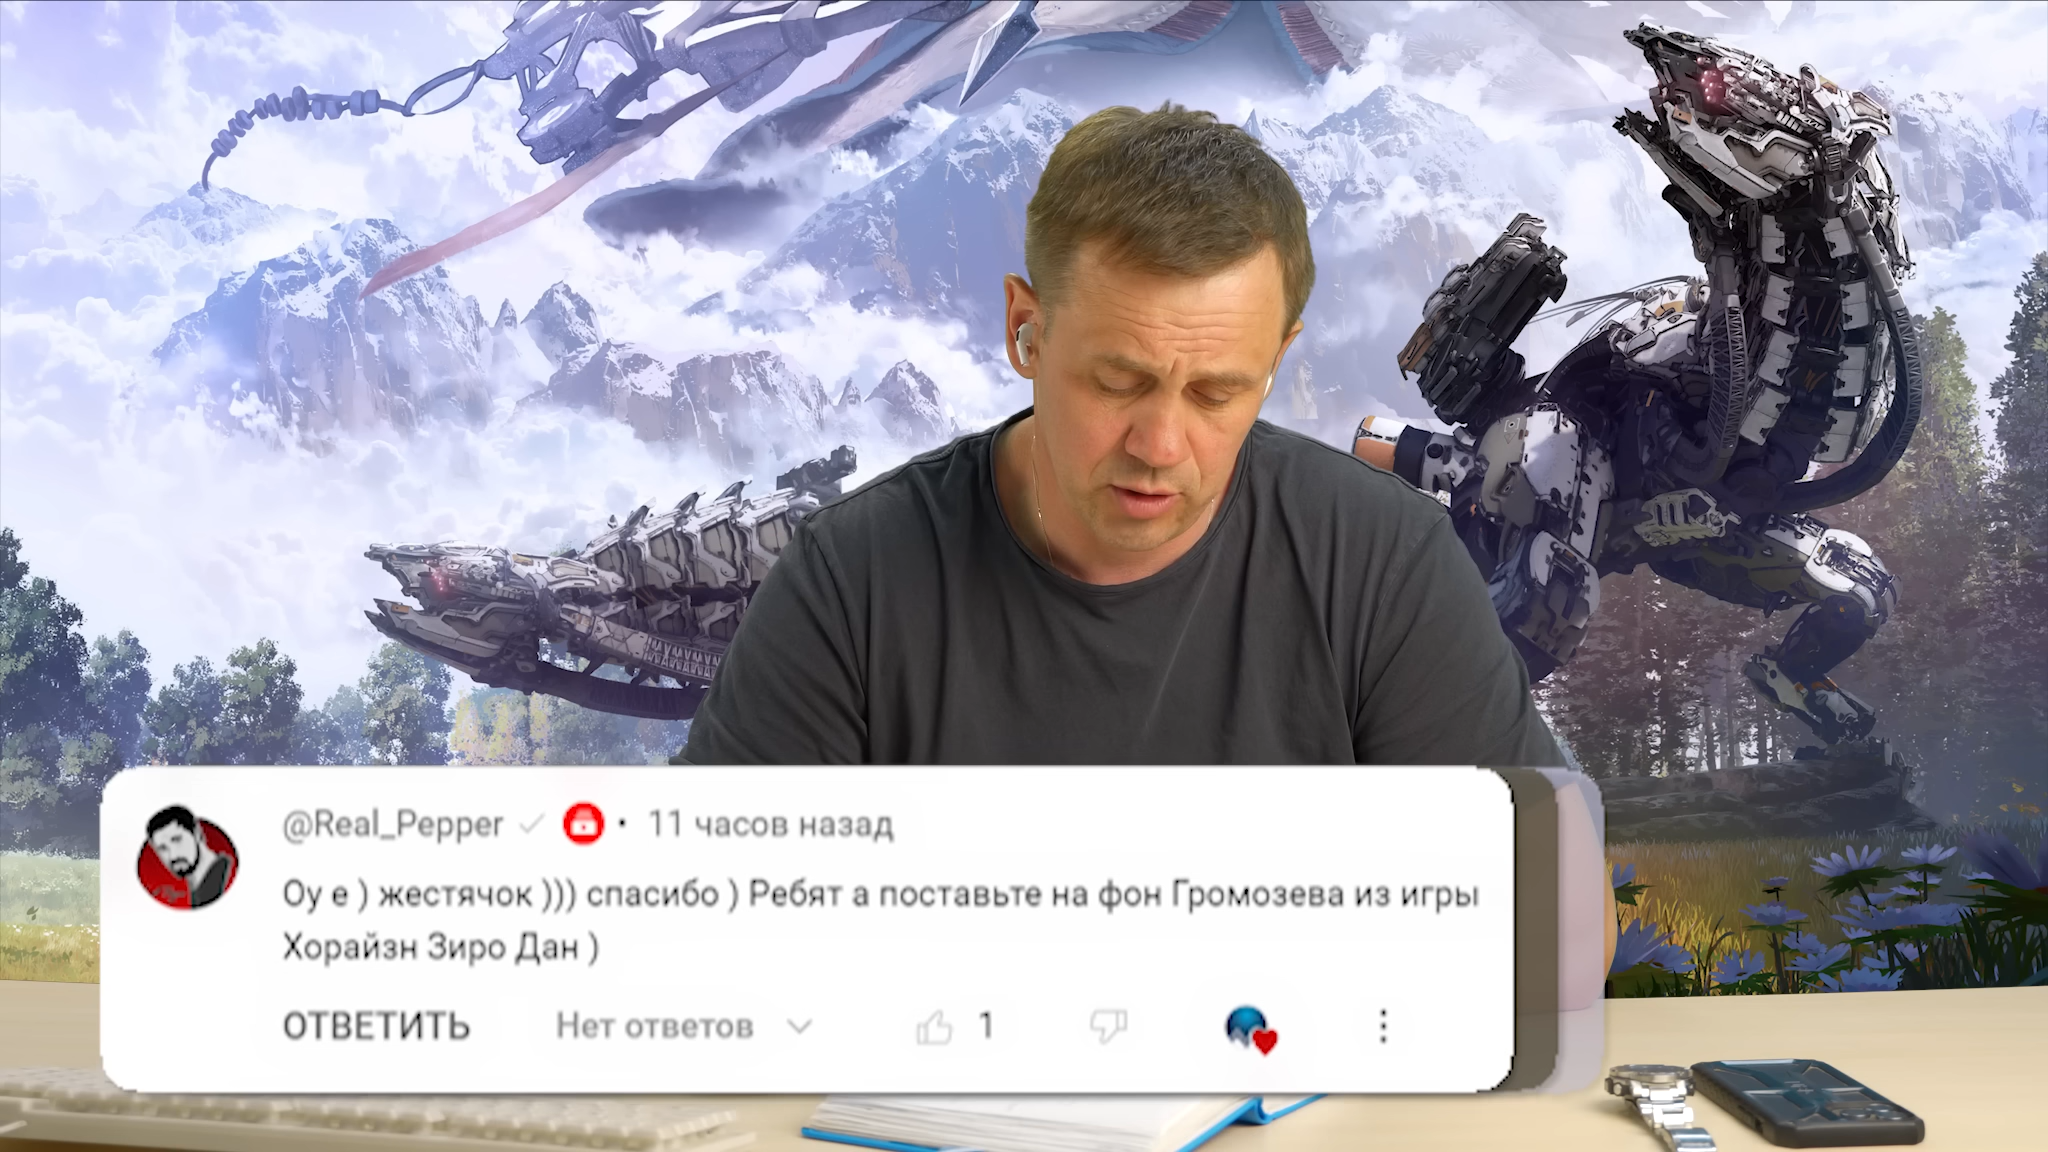 @Real_Pepper • 11 часов назад
Оу е ) жестячок ))) спасибо ) Ребят а поставьте на фон Громозева из игры
Хорайзн Зиро Дан )
ОТВЕТИТЬ Нет ответов 1